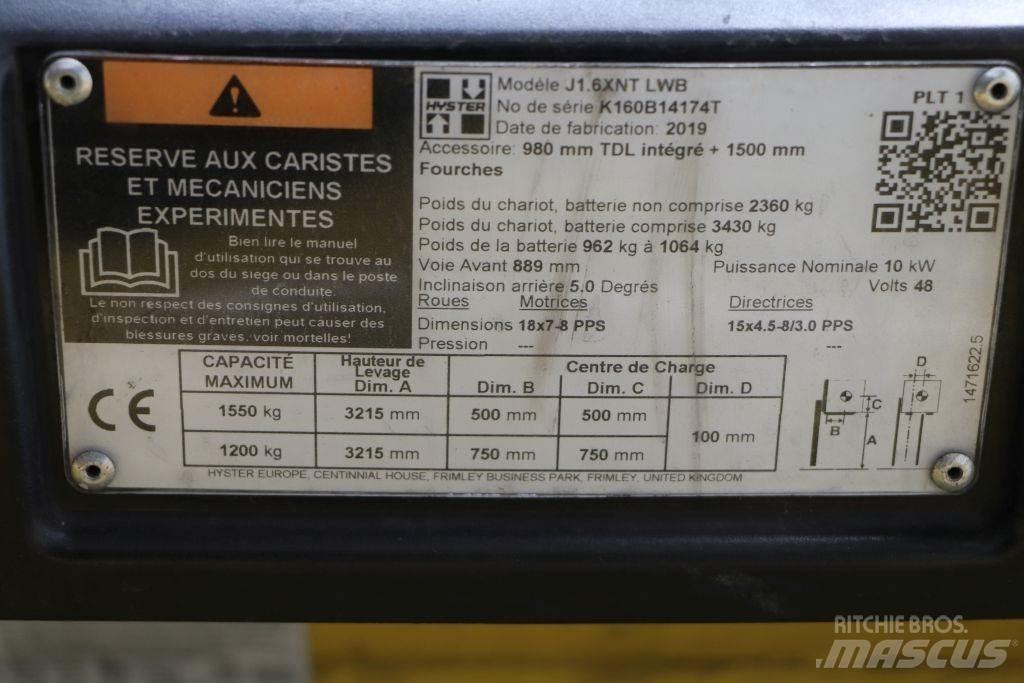 RESERVE AUX CARISTES
ET MECANICIENS
EXPERIMENTES
Bien lire le manuel
d'utilisation qui se trouve au
dos du siege ou dans le poste
de conduite.
Le non respect des consignes d'utilisation,
d'inspection et d'entretien peut causer des
blessures graves, voir mortelles!
HYSTER
Modèle J1.6XNT LWB
No de série K160B14174T
Date de fabrication: 2019
Accessoire: 980 mm TDL intégré + 1500 mm
Fourches
PLT 1
Poids du chariot, batterie non comprise 2360 kg
Poids du chariot, batterie comprise 3430 kg
Poids de la batterie 962 kg à 1064 kg
Voie Avant 889 mm Puissance Nominale 10 kW
Inclinaison arrière 5.0 Degrés Volts 48
Roues Motrices Directrices
Dimensions 18x7-8 PPS 15x4.5-8/3.0 PPS
Pression --- ---
CAPACITÉ MAXIMUM
Hauteur de Levage Dim. A
Centre de Charge
Dim. B Dim. C Dim. D
1550 kg 3215 mm 500 mm 500 mm
100 mm
1200 kg 3215 mm 750 mm 750 mm
CE
D
C
B
A
1471622.5
HYSTER EUROPE, CENTINNIAL HOUSE, FRIMLEY BUSINESS PARK, FRIMLEY, UNITED KINGDOM
RITCHIE BROS.
MASCUS